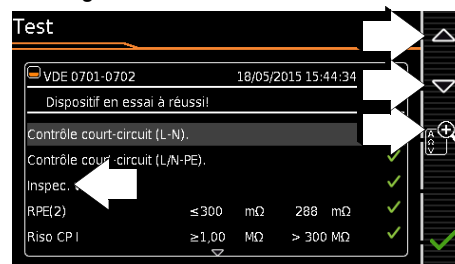 Test
VDE 0701-0702 18/05/2015 15:44:34
Dispositif en essai à réussi!
Contrôle court-circuit (L-N).
Contrôle court-circuit (L/N-PE).
Inspec.
RPE(2) ≤300 mΩ 288 mΩ
Riso CP I ≥1,00 MΩ > 300 MΩ